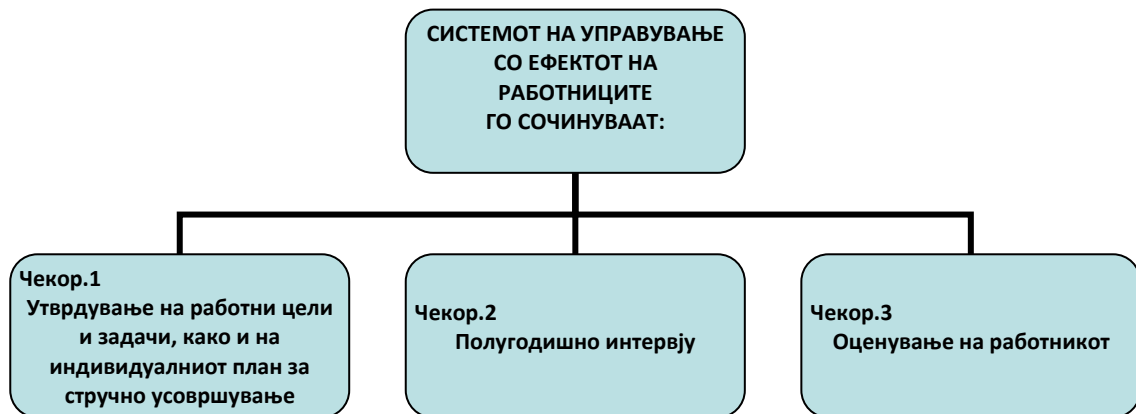 СИСТЕМОТ НА УПРАВУВАЊЕ
СО ЕФЕКТОТ НА
РАБОТНИЦИТЕ
ГО СОЧИНУВААТ:
Чекор.1
Утврдување на работни цели
и задачи, како и на
индивидуалниот план за
стручно усовршување
Чекор.2
Полугодишно интервју
Чекор.3
Оценување на работникот